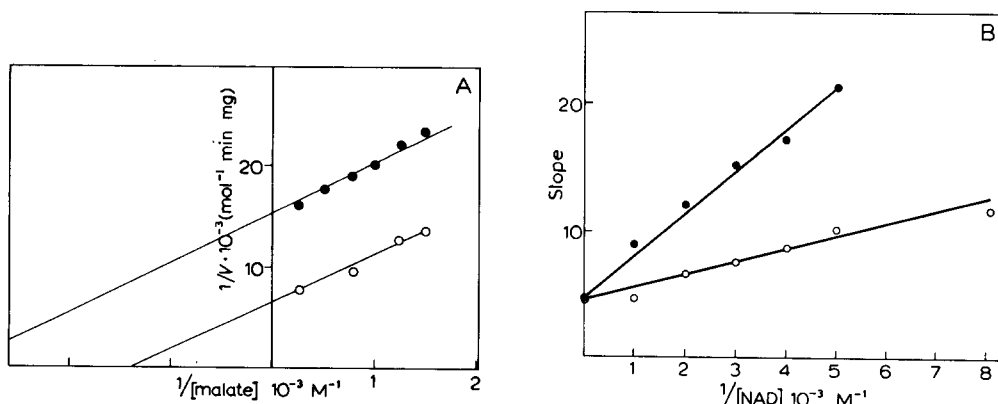 A
1/V · 10⁻³(mol⁻¹ min mg)
20
10
1
2
1/[malate] 10⁻³ M⁻¹
B
Slope
20
10
1
2
3
4
5
6
7
8
1/[NAD] 10⁻³ M⁻¹